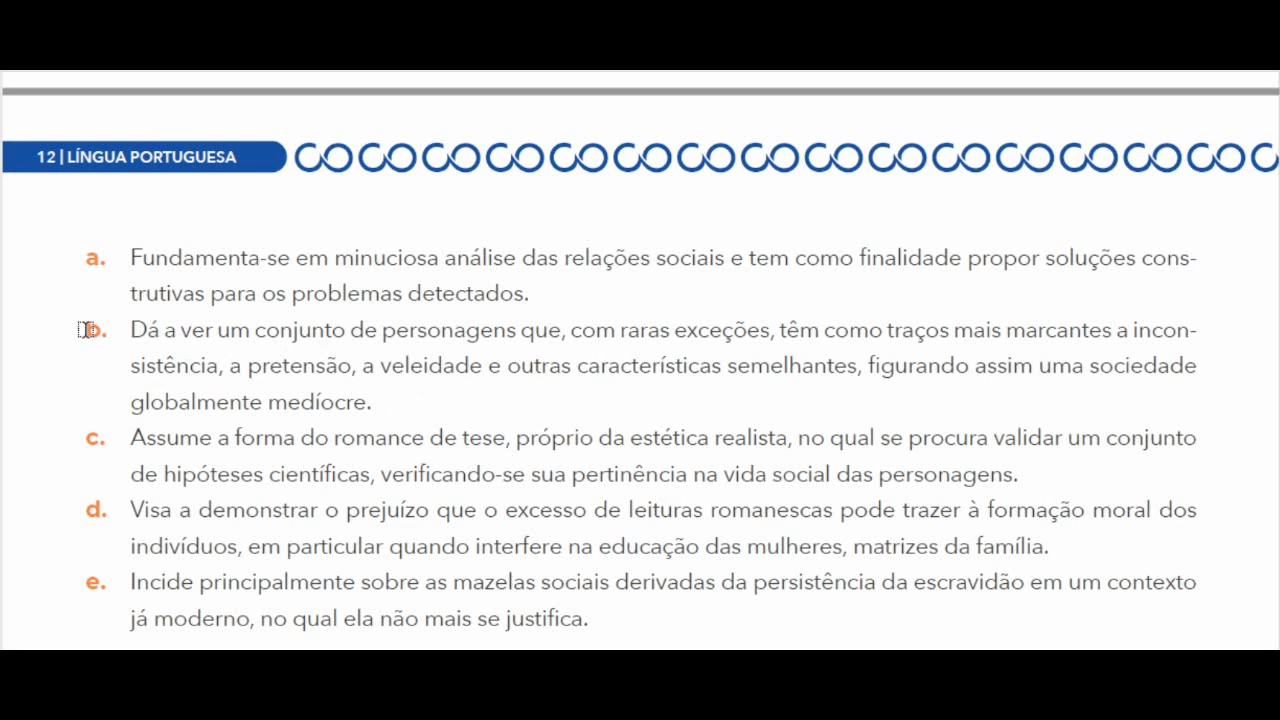 12 | LÍNGUA PORTUGUESA
a. Fundamenta-se em minuciosa análise das relações sociais e tem como finalidade propor soluções cons-
trutivas para os problemas detectados.
b. Dá a ver um conjunto de personagens que, com raras exceções, têm como traços mais marcantes a incon-
sistência, a pretensão, a veleidade e outras características semelhantes, figurando assim uma sociedade
globalmente medíocre.
c. Assume a forma do romance de tese, próprio da estética realista, no qual se procura validar um conjunto
de hipóteses científicas, verificando-se sua pertinência na vida social das personagens.
d. Visa a demonstrar o prejuízo que o excesso de leituras romanescas pode trazer à formação moral dos
indivíduos, em particular quando interfere na educação das mulheres, matrizes da família.
e. Incide principalmente sobre as mazelas sociais derivadas da persistência da escravidão em um contexto
já moderno, no qual ela não mais se justifica.